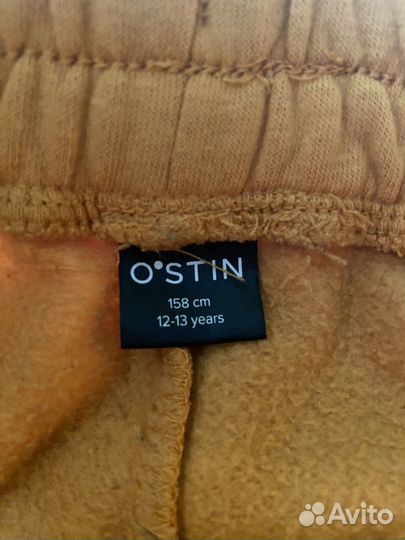 O'STIN
158 cm
12-13 years
Avito